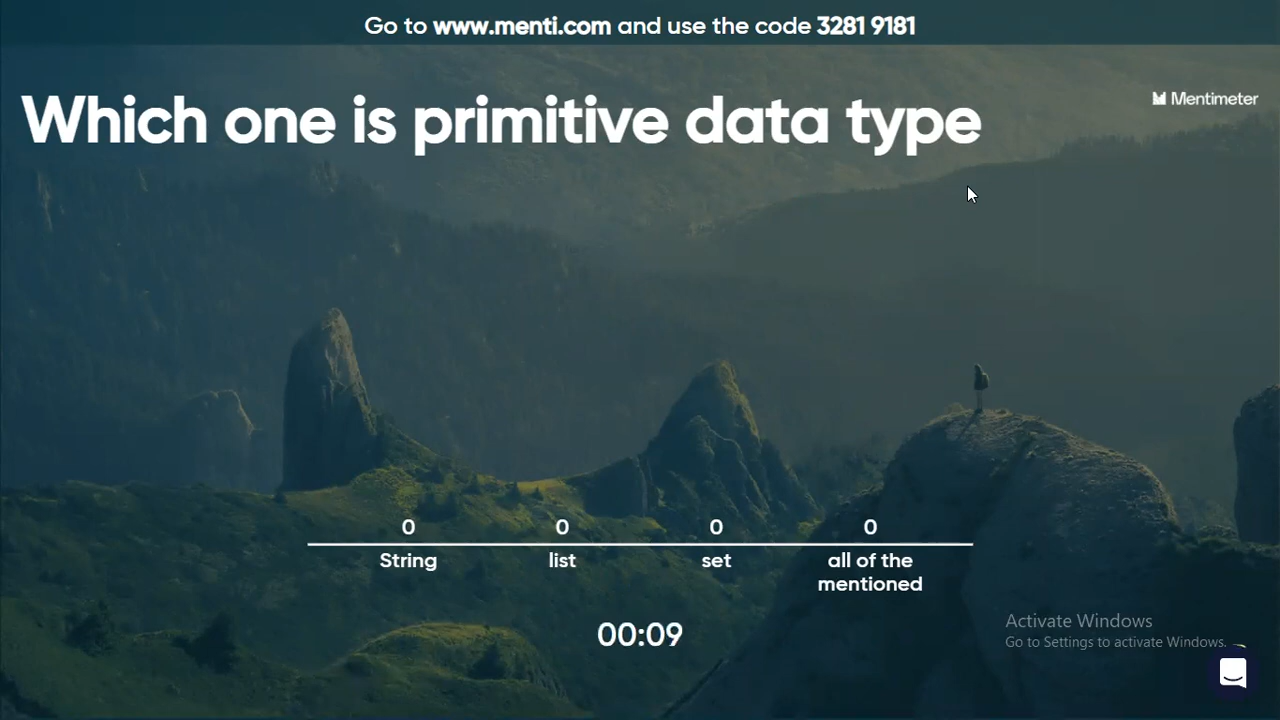 Go to www.menti.com and use the code 3281 9181
Mentimeter
Which one is primitive data type
0 0 0 0
String list set all of the
mentioned
00:09
Activate Windows
Go to Settings to activate Windows.